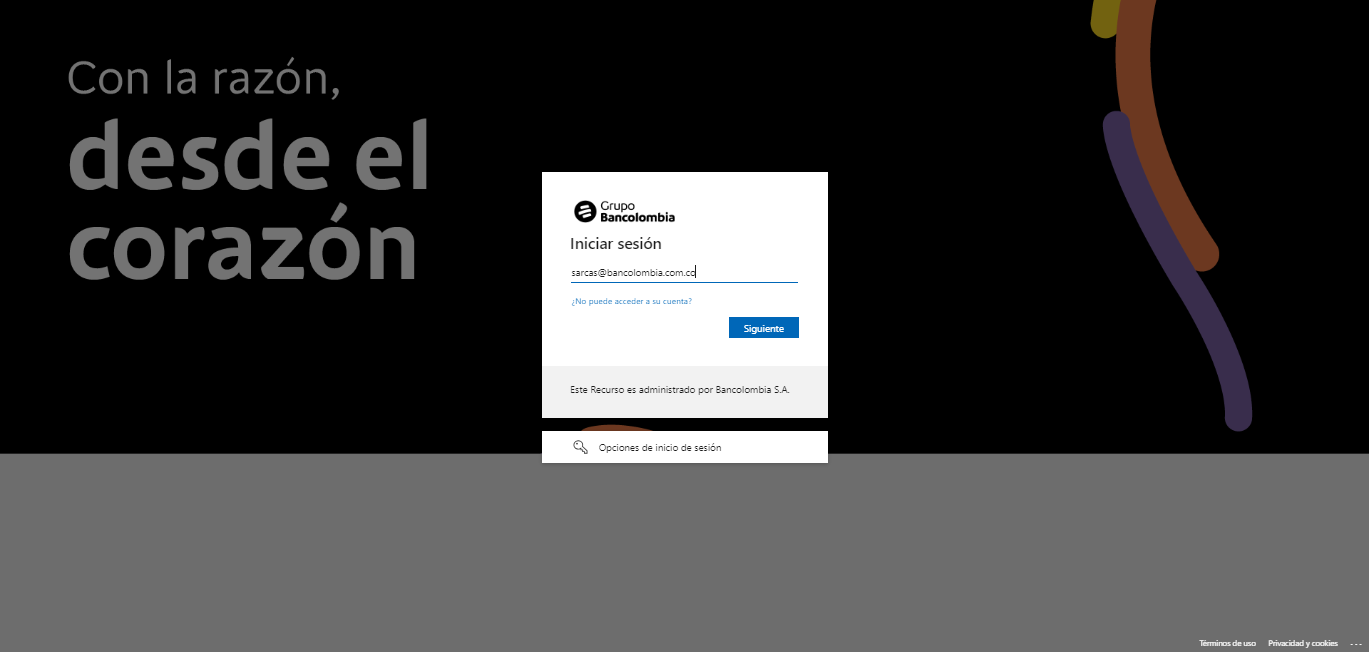 Con la razón,
desde el
corazón
Grupo
Bancolombia
Iniciar sesión
sarcas@bancolombia.com.co
¿No puede acceder a su cuenta?
Siguiente
Este Recurso es administrado por Bancolombia S.A.
Opciones de inicio de sesión
Términos de uso Privacidad y cookies ...